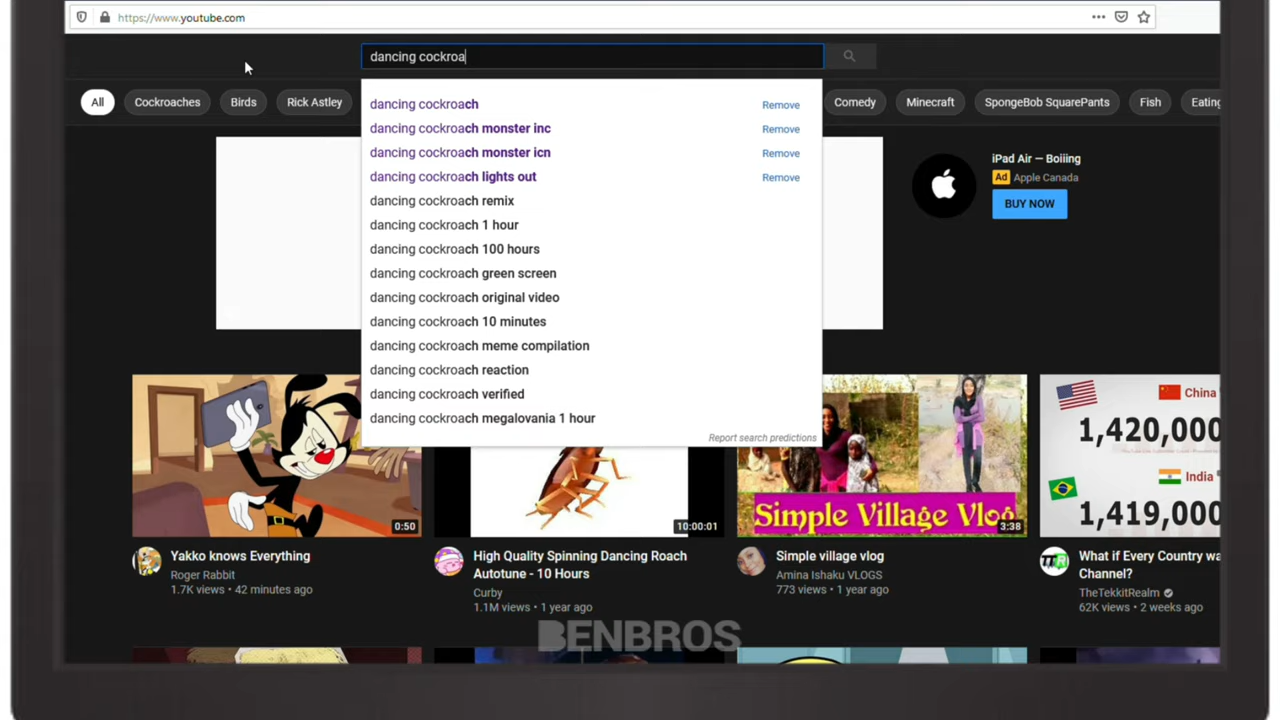 https://www.youtube.com
dancing cockroa
All
Cockroaches
Birds
Rick Astley
Comedy
Minecraft
SpongeBob SquarePants
Fish
Eating
dancing cockroach
Remove
dancing cockroach monster inc
Remove
dancing cockroach monster icn
Remove
dancing cockroach lights out
Remove
dancing cockroach remix
dancing cockroach 1 hour
dancing cockroach 100 hours
dancing cockroach green screen
dancing cockroach original video
dancing cockroach 10 minutes
dancing cockroach meme compilation
dancing cockroach reaction
dancing cockroach verified
dancing cockroach megalovania 1 hour
Report search predictions
iPad Air — Boiiing
Ad Apple Canada
BUY NOW
0:50
Yakko knows Everything
Roger Rabbit
1.7K views • 42 minutes ago
10:00:01
High Quality Spinning Dancing Roach
Autotune - 10 Hours
Curby
1.1M views • 1 year ago
Simple Village Vlog
3:38
Simple village vlog
Amina Ishaku VLOGS
773 views • 1 year ago
China
1,420,000
India
1,419,000
What if Every Country wa
Channel?
TheTekkitRealm
62K views • 2 weeks ago
BENBROS